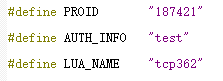 #define PROID "187421"
#define AUTH_INFO "test"
#define LUA_NAME "tcp362"